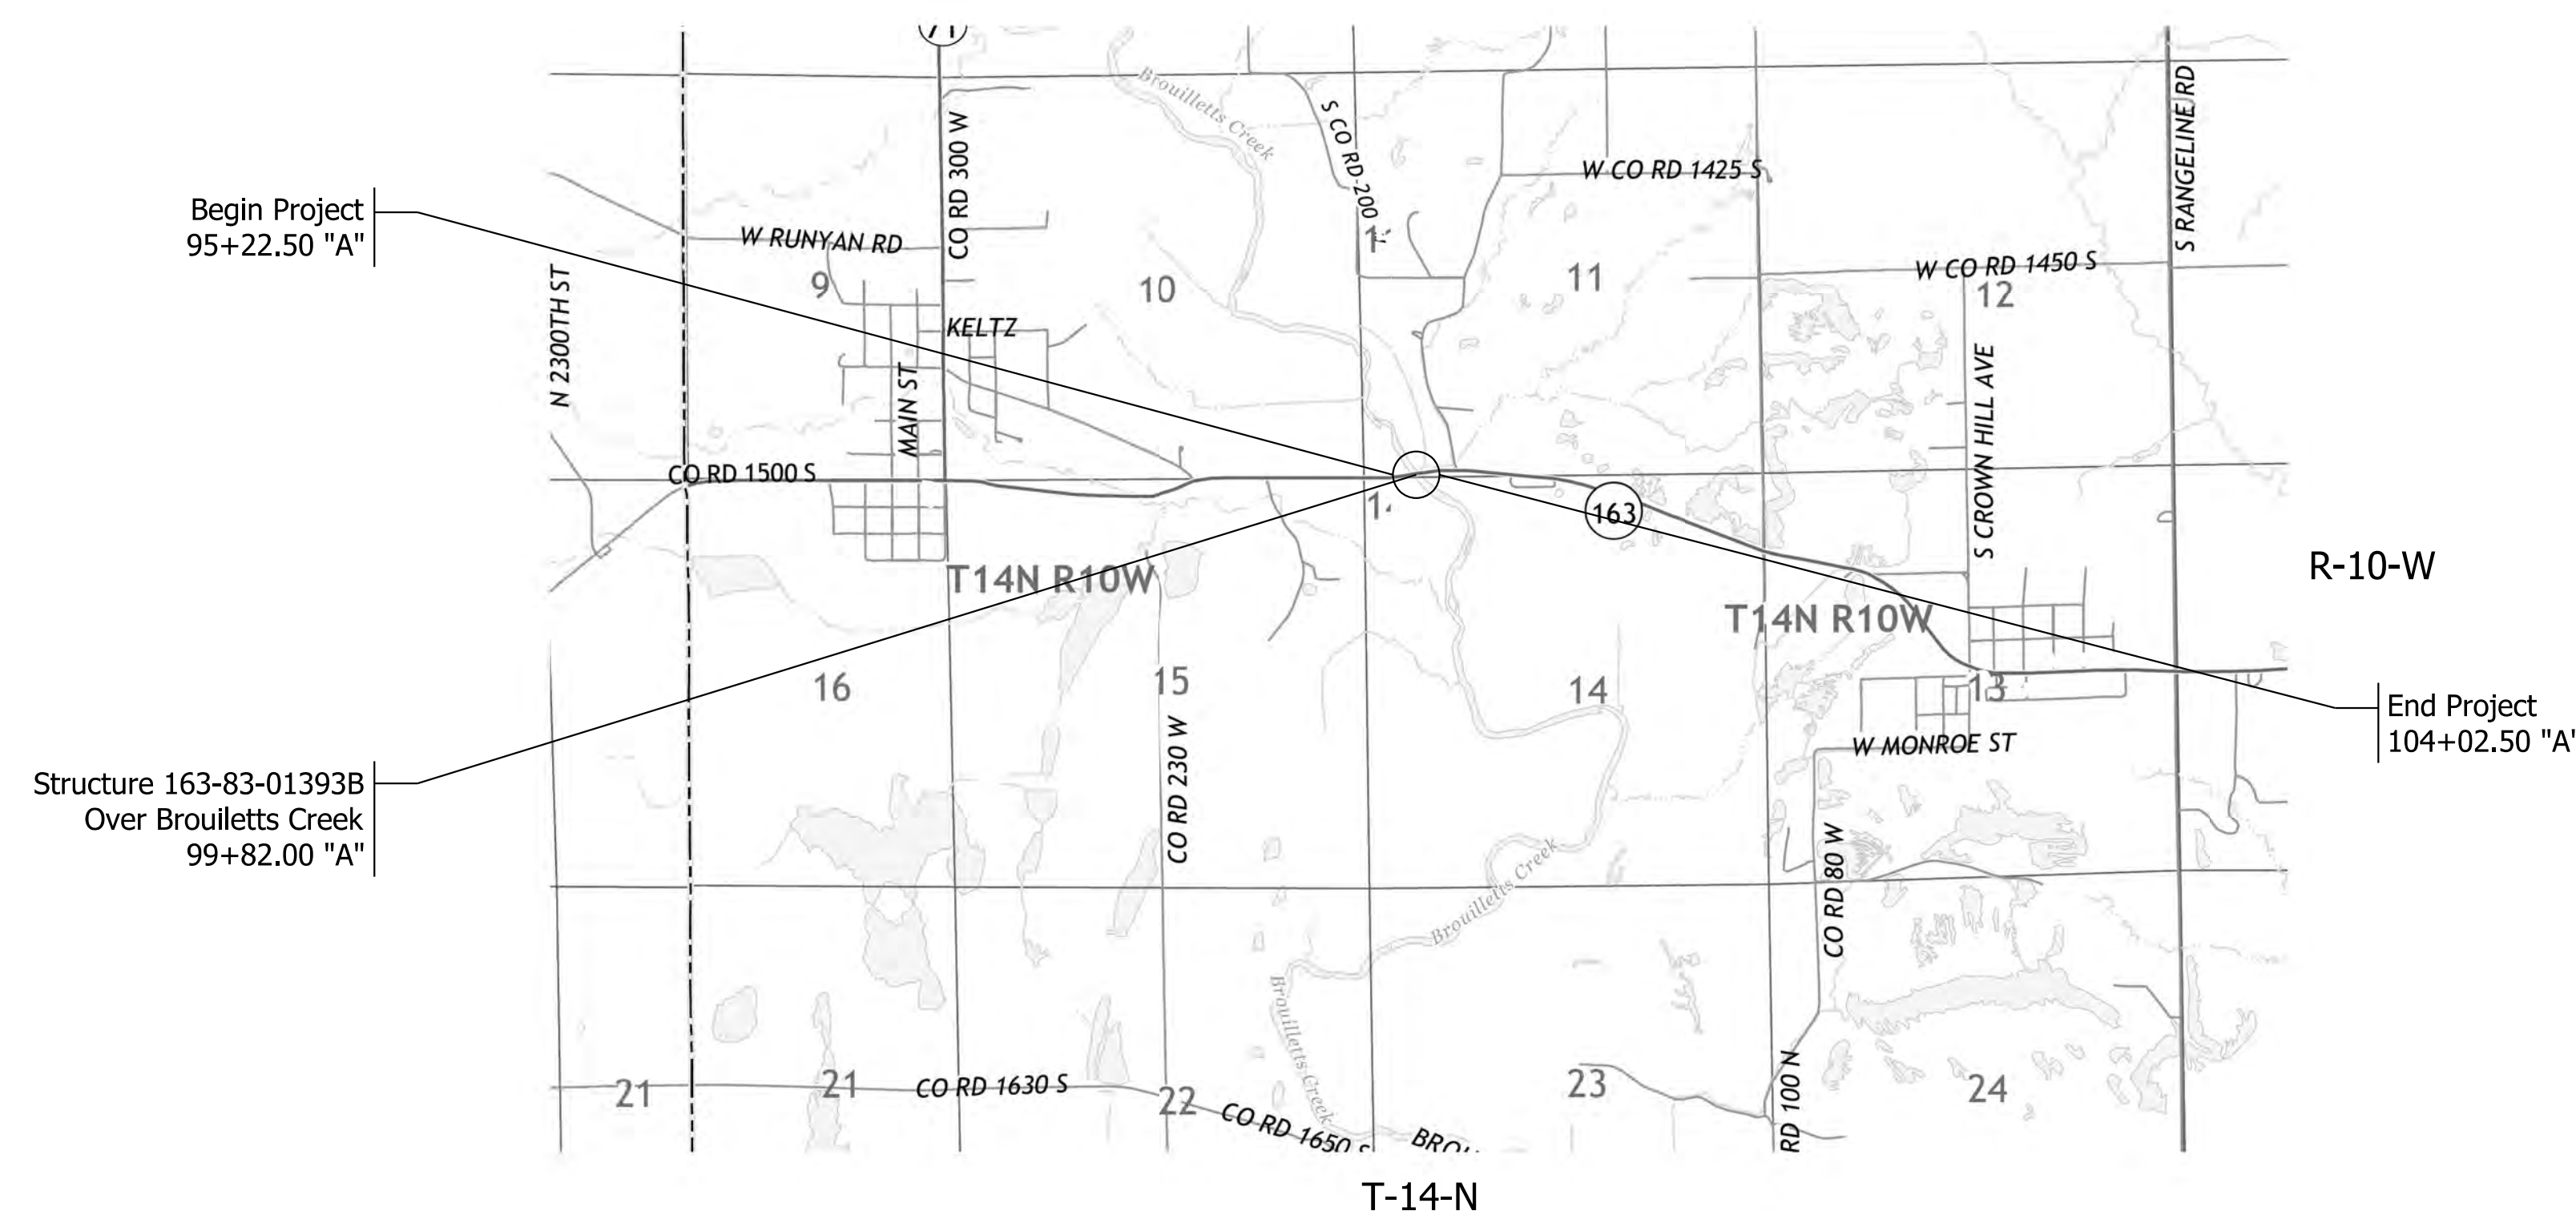 71
Brouilletts Creek
S CO RD 200
W CO RD 1425 S
S RANGELINE RD
CO RD 300 W
Begin Project
95+22.50 "A"
W RUNYAN RD
9
10
11
W CO RD 1450 S
12
N 2300TH ST
KELTZ
MAIN ST
S CROWN HILL AVE
CO RD 1500 S
163
T14N R10W
T14N R10W
R-10-W
16
15
14
13
End Project
104+02.50 "A"
W MONROE ST
Structure 163-83-01393B
Over Brouiletts Creek
99+82.00 "A"
CO RD 230 W
CO RD 80 W
Brouilletts Creek
Brouilletts Creek
21
21
CO RD 1630 S
22
CO RD 1650 S
23
RD 100 N
24
T-14-N